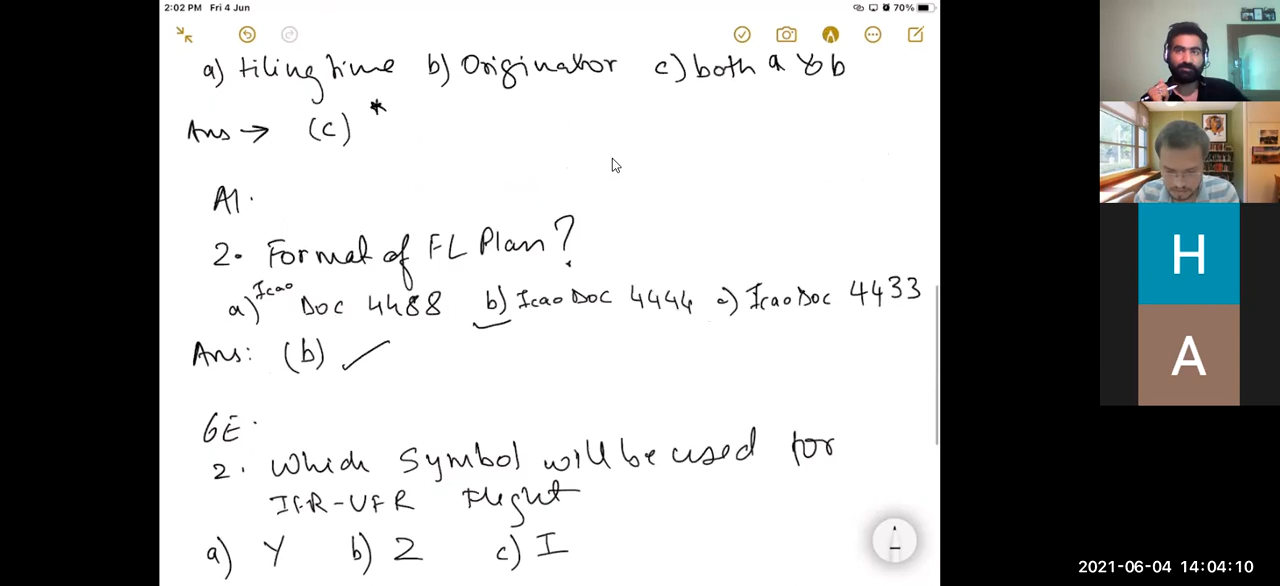 2:02 PM Fri 4 Jun
70%
a) tiling time b) Originator c) both a & b
Ans → (c) *
A1.
2. Format of FL Plan?
a) Icao Doc 4488 b) Icao Doc 4444 c) Icao Doc 4433
Ans: (b) ✓
GE.
2. Which Symbol will be used for
IFR-VFR Flight
a) Y b) Z c) I
H
A
2021-06-04 14:04:10